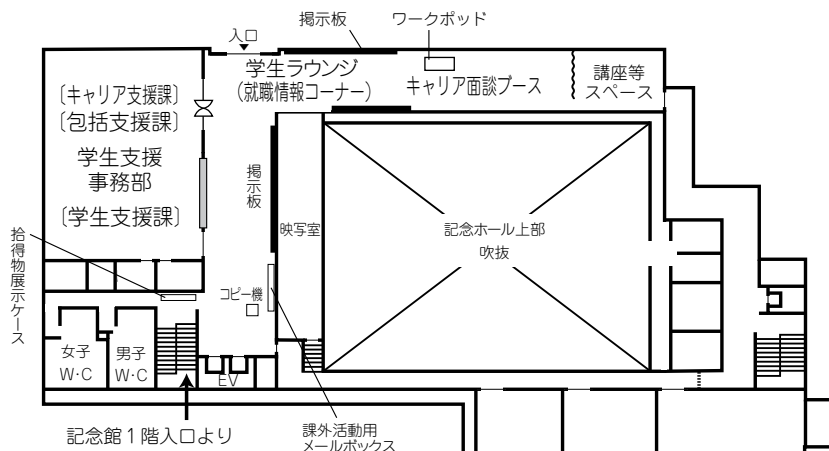 掲示板
ワークポッド
入口
学生ラウンジ
(就職情報コーナー)
キャリア面談ブース
講座等
スペース
〔キャリア支援課〕
〔包括支援課〕
学生支援
事務部
〔学生支援課〕
掲示板
映写室
記念ホール上部
吹抜
拾得物展示ケース
コピー機
女子
W・C
男子
W・C
EV
記念館1階入口より
課外活動用
メールボックス